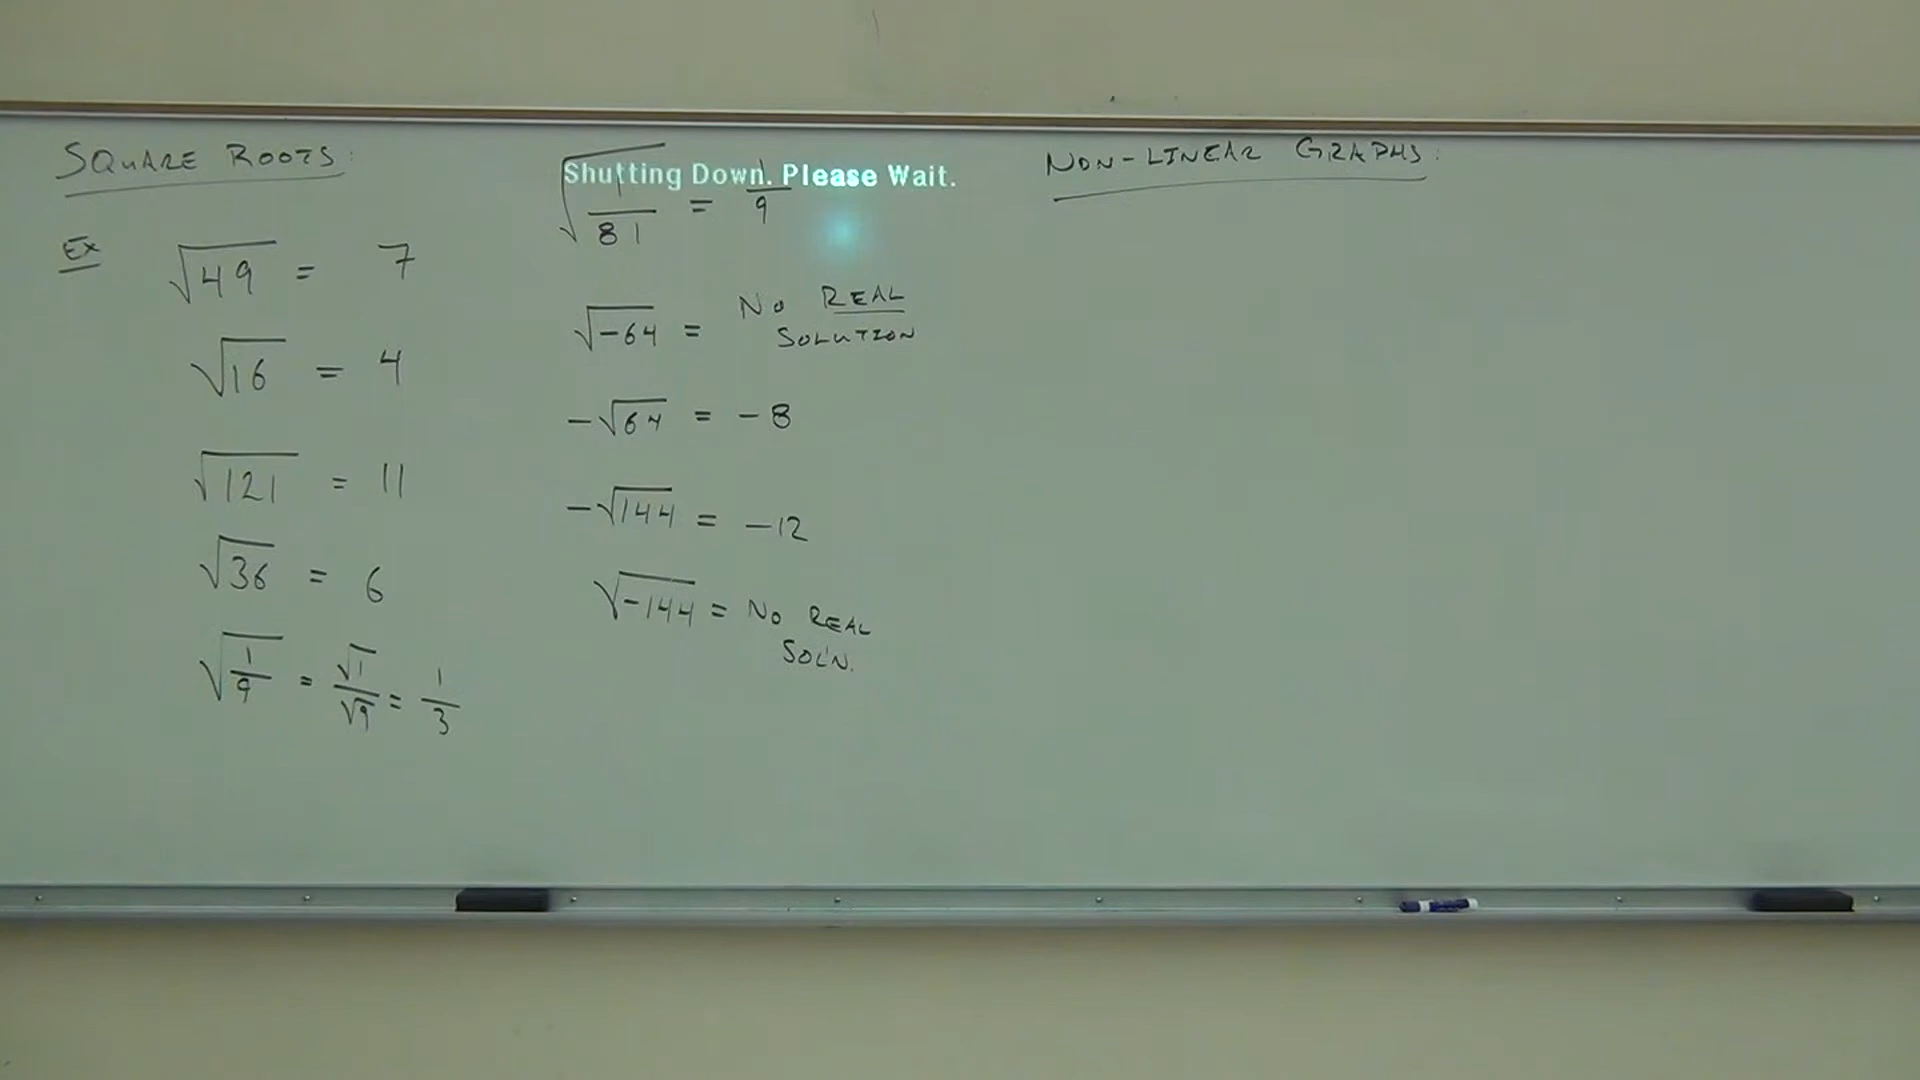 SQUARE ROOTS:
Ex
√49 = 7
√16 = 4
√121 = 11
√36 = 6
√(1/9) = √1/√9 = 1/3
Shutting Down. Please Wait.
√(1/81) = 1/9
√-64 = NO REAL
SOLUTION
-√64 = -8
-√144 = -12
√-144 = NO REAL
SOL'N.
NON-LINEAR GRAPHS: